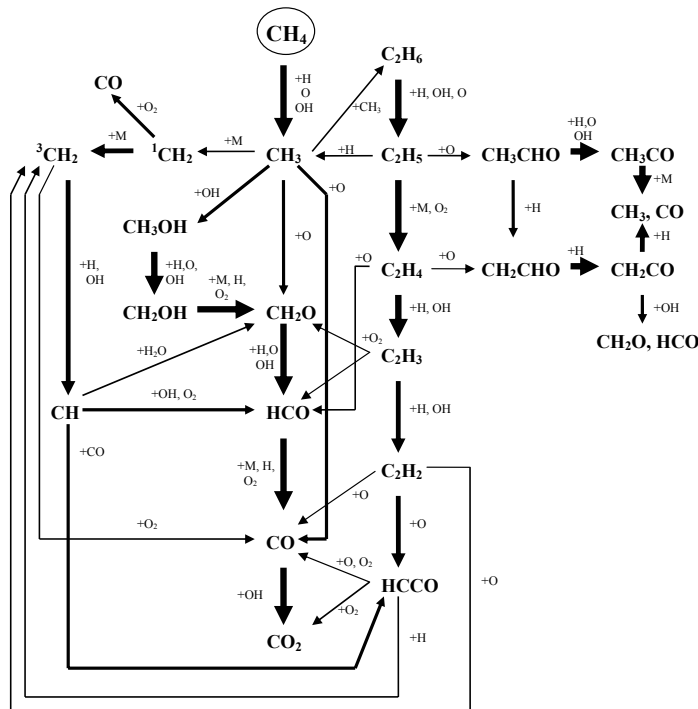 CH₄
C₂H₆
CO
+H
O
OH
+H, OH, O
+O₂
+CH₃
+H,O
OH
+M
+M
+H
+O
³CH₂
¹CH₂
CH₃
C₂H₅
CH₃CHO
CH₃CO
+OH
+O
+M
CH₃OH
+M, O₂
CH₃, CO
+O
+H
+H
+H,
OH
+H,O,
OH
+M, H,
O₂
+O
+O
+H
C₂H₄
CH₂CHO
CH₂CO
CH₂OH
CH₂O
+H, OH
+OH
+H₂O
+H,O
OH
+O₂
C₂H₃
CH₂O, HCO
+OH, O₂
CH
HCO
+H, OH
+CO
+M, H,
O₂
C₂H₂
+O
+O₂
+O
CO
+O, O₂
+OH
HCCO
+O
+O₂
CO₂
+H